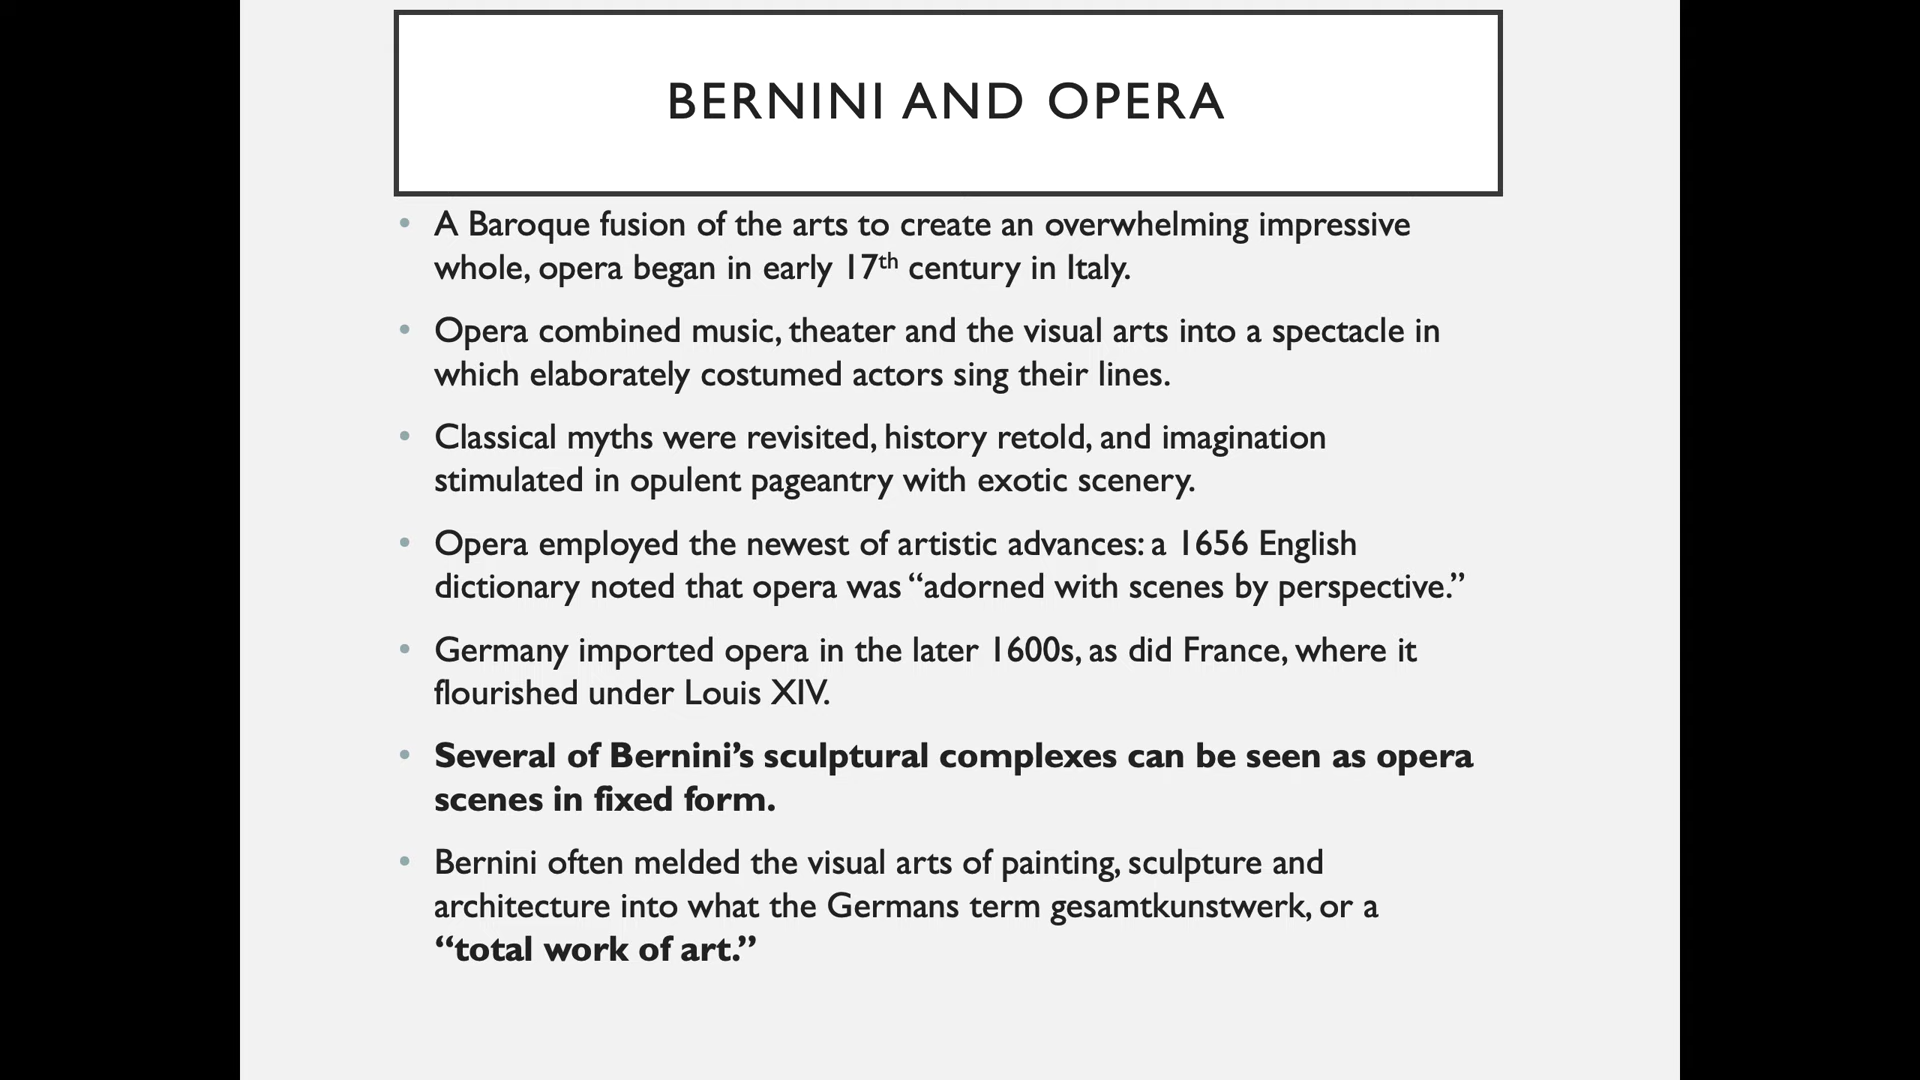 BERNINI AND OPERA
• A Baroque fusion of the arts to create an overwhelming impressive
whole, opera began in early 17th century in Italy.
• Opera combined music, theater and the visual arts into a spectacle in
which elaborately costumed actors sing their lines.
• Classical myths were revisited, history retold, and imagination
stimulated in opulent pageantry with exotic scenery.
• Opera employed the newest of artistic advances: a 1656 English
dictionary noted that opera was “adorned with scenes by perspective.”
• Germany imported opera in the later 1600s, as did France, where it
flourished under Louis XIV.
• Several of Bernini’s sculptural complexes can be seen as opera
scenes in fixed form.
• Bernini often melded the visual arts of painting, sculpture and
architecture into what the Germans term gesamtkunstwerk, or a
“total work of art.”